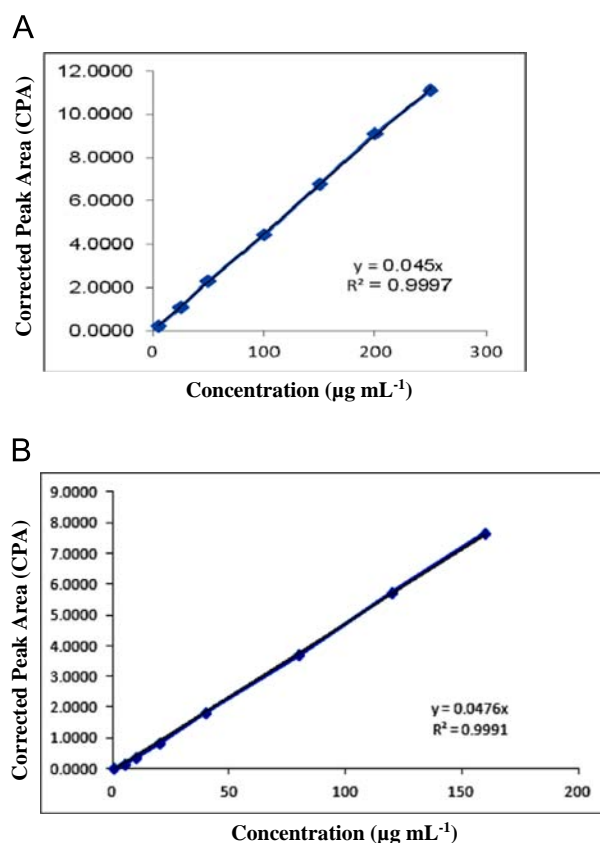 A
Corrected Peak Area (CPA)
12.0000
10.0000
8.0000
6.0000
4.0000
2.0000
0.0000
y = 0.045x
R² = 0.9997
0 100 200 300
Concentration (µg mL⁻¹)
B
Corrected Peak Area (CPA)
9.0000
8.0000
7.0000
6.0000
5.0000
4.0000
3.0000
2.0000
1.0000
0.0000
y = 0.0476x
R² = 0.9991
0 50 100 150 200
Concentration (µg mL⁻¹)